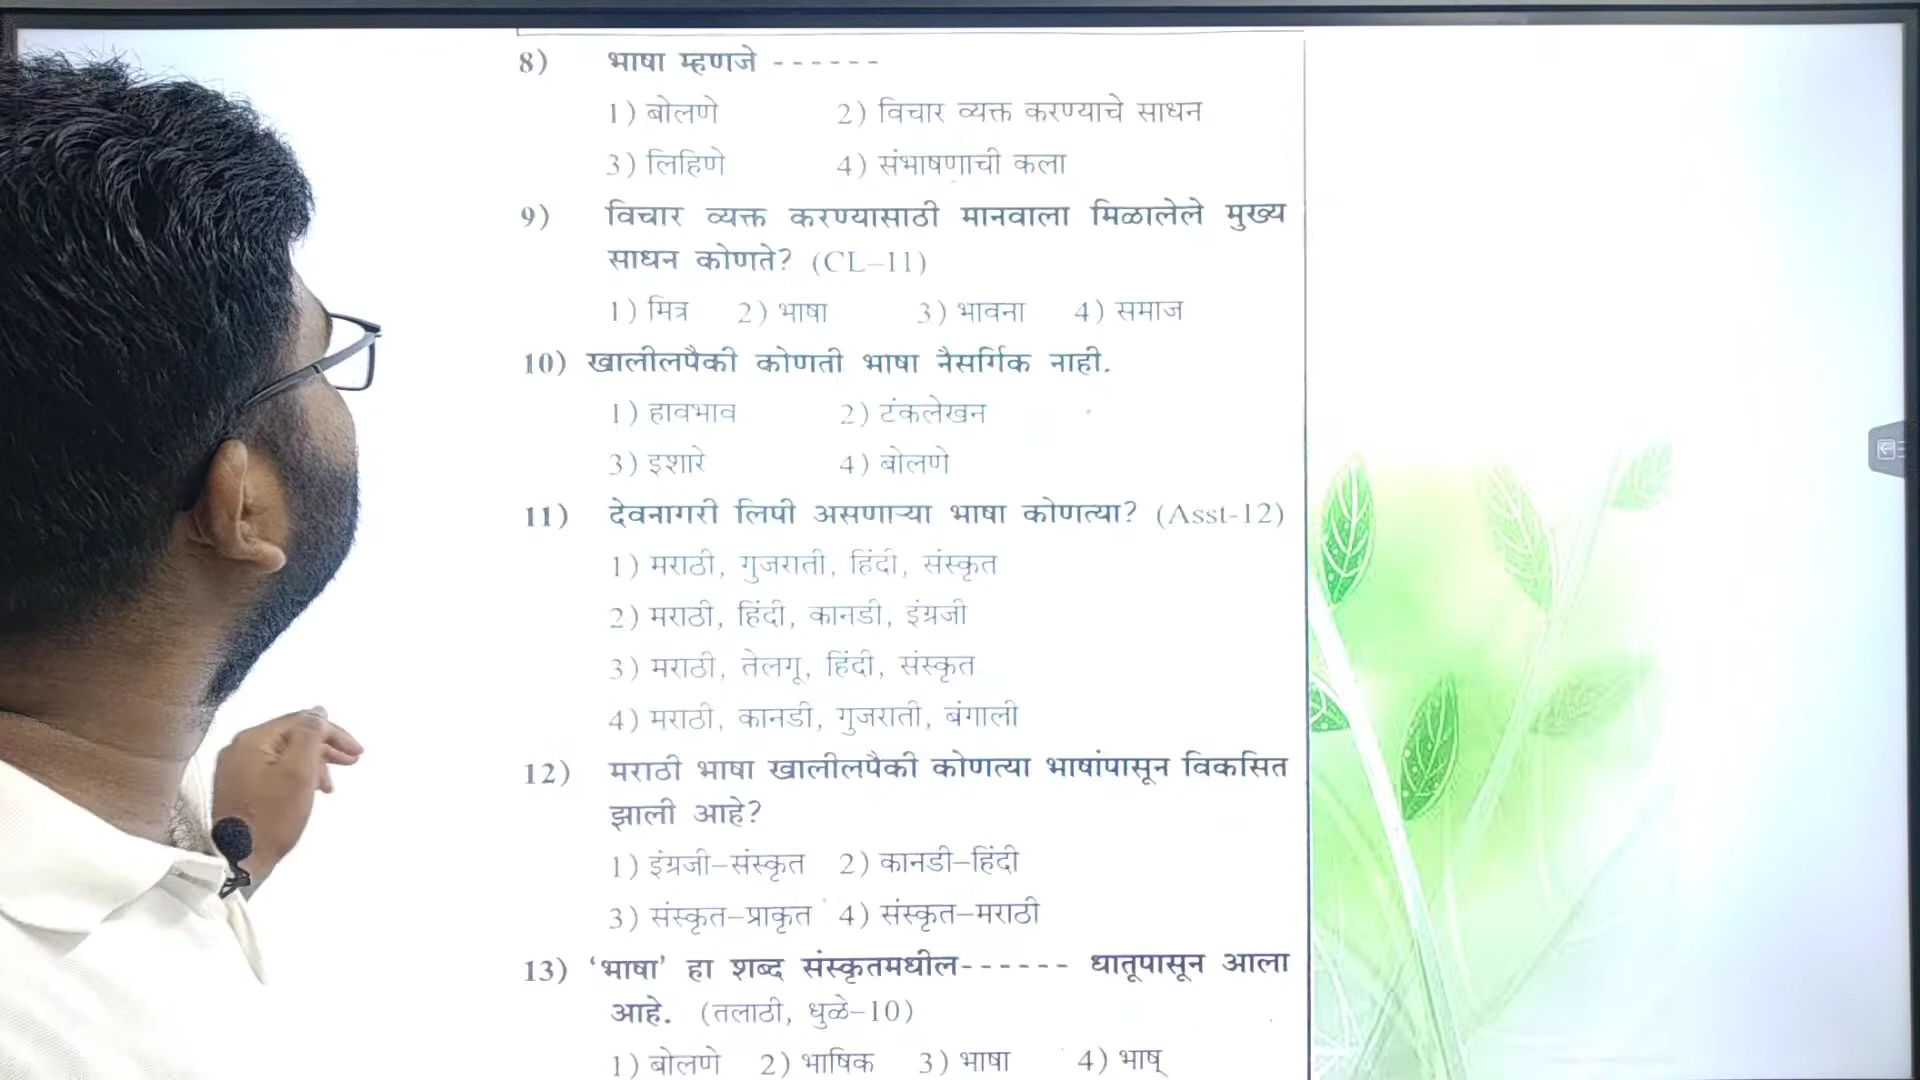 8) भाषा म्हणजे ------
1) बोलणे 2) विचार व्यक्त करण्याचे साधन
3) लिहिणे 4) संभाषणाची कला
9) विचार व्यक्त करण्यासाठी मानवाला मिळालेले मुख्य
साधन कोणते? (CL-11)
1) मित्र 2) भाषा 3) भावना 4) समाज
10) खालीलपैकी कोणती भाषा नैसर्गिक नाही.
1) हावभाव 2) टंकलेखन
3) इशारे 4) बोलणे
11) देवनागरी लिपी असणाऱ्या भाषा कोणत्या? (Asst-12)
1) मराठी, गुजराती, हिंदी, संस्कृत
2) मराठी, हिंदी, कानडी, इंग्रजी
3) मराठी, तेलगू, हिंदी, संस्कृत
4) मराठी, कानडी, गुजराती, बंगाली
12) मराठी भाषा खालीलपैकी कोणत्या भाषांपासून विकसित
झाली आहे?
1) इंग्रजी-संस्कृत 2) कानडी-हिंदी
3) संस्कृत-प्राकृत 4) संस्कृत-मराठी
13) 'भाषा' हा शब्द संस्कृतमधील------ धातूपासून आला
आहे. (तलाठी, धुळे-10)
1) बोलणे 2) भाषिक 3) भाषा 4) भाष्